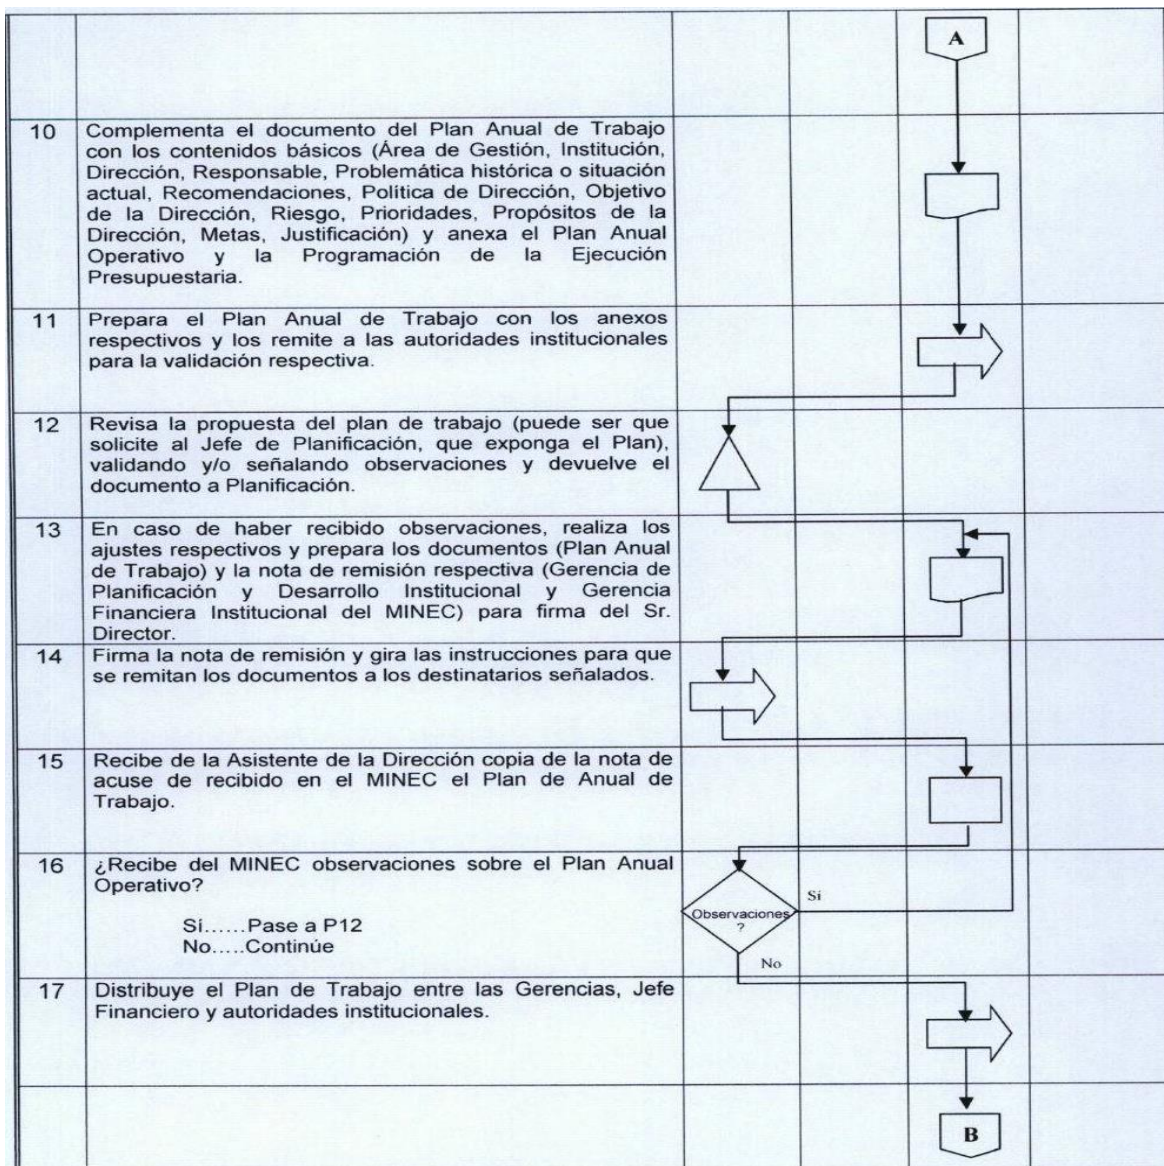 A
10 Complementa el documento del Plan Anual de Trabajo
con los contenidos básicos (Área de Gestión, Institución,
Dirección, Responsable, Problemática histórica o situación
actual, Recomendaciones, Política de Dirección, Objetivo
de la Dirección, Riesgo, Prioridades, Propósitos de la
Dirección, Metas, Justificación) y anexa el Plan Anual
Operativo y la Programación de la Ejecución
Presupuestaria.
11 Prepara el Plan Anual de Trabajo con los anexos
respectivos y los remite a las autoridades institucionales
para la validación respectiva.
12 Revisa la propuesta del plan de trabajo (puede ser que
solicite al Jefe de Planificación, que exponga el Plan),
validando y/o señalando observaciones y devuelve el
documento a Planificación.
13 En caso de haber recibido observaciones, realiza los
ajustes respectivos y prepara los documentos (Plan Anual
de Trabajo) y la nota de remisión respectiva (Gerencia de
Planificación y Desarrollo Institucional y Gerencia
Financiera Institucional del MINEC) para firma del Sr.
Director.
14 Firma la nota de remisión y gira las instrucciones para que
se remitan los documentos a los destinatarios señalados.
15 Recibe de la Asistente de la Dirección copia de la nota de
acuse de recibido en el MINEC el Plan de Anual de
Trabajo.
16 ¿Recibe del MINEC observaciones sobre el Plan Anual
Operativo?
Sí......Pase a P12
No.....Continúe
Observaciones
?
Sí
No
17 Distribuye el Plan de Trabajo entre las Gerencias, Jefe
Financiero y autoridades institucionales.
B